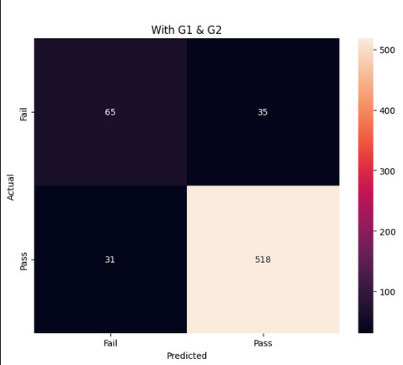 With G1 & G2
Fail
65
35
Actual
Pass
31
518
Fail
Pass
Predicted
500
400
300
200
100